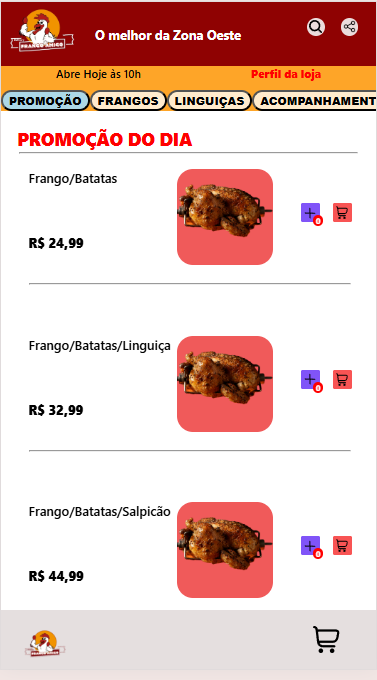 FRANGO AMIGO
O melhor da Zona Oeste
Abre Hoje às 10h
Perfil da loja
PROMOÇÃO FRANGOS LINGUIÇAS ACOMPANHAMENT
PROMOÇÃO DO DIA
Frango/Batatas
0
R$ 24,99
Frango/Batatas/Linguiça
0
R$ 32,99
Frango/Batatas/Salpicão
0
R$ 44,99